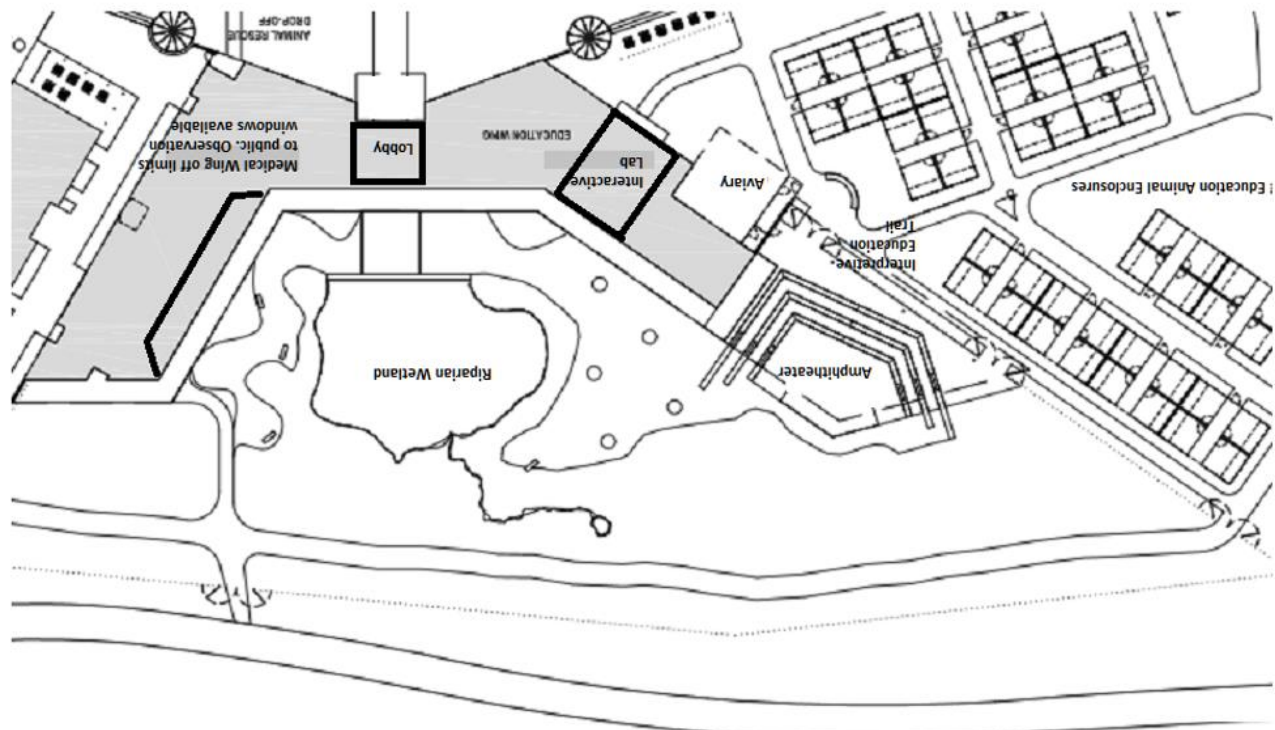 Amphitheater
Riparian Wetland
Interpretive-
Education
Trail
Education Animal Enclosures
Aviary
Interactive
Lab
EDUCATION WING
Lobby
Medical Wing off limits
to public. Observation
windows available
ANIMAL RESCUE
DROP-OFF